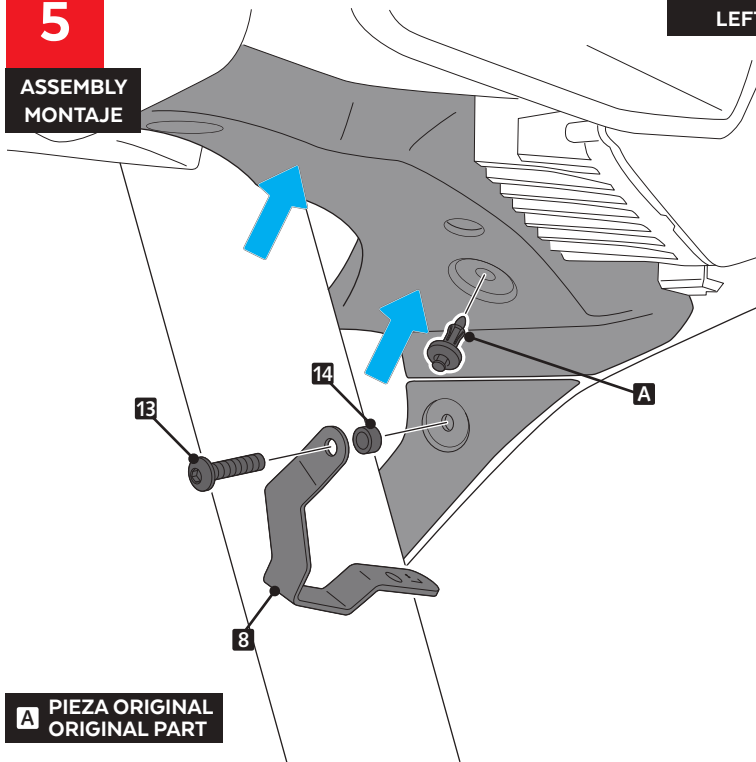 5
LEFT
ASSEMBLY
MONTAJE
A
14
13
8
A PIEZA ORIGINAL
ORIGINAL PART